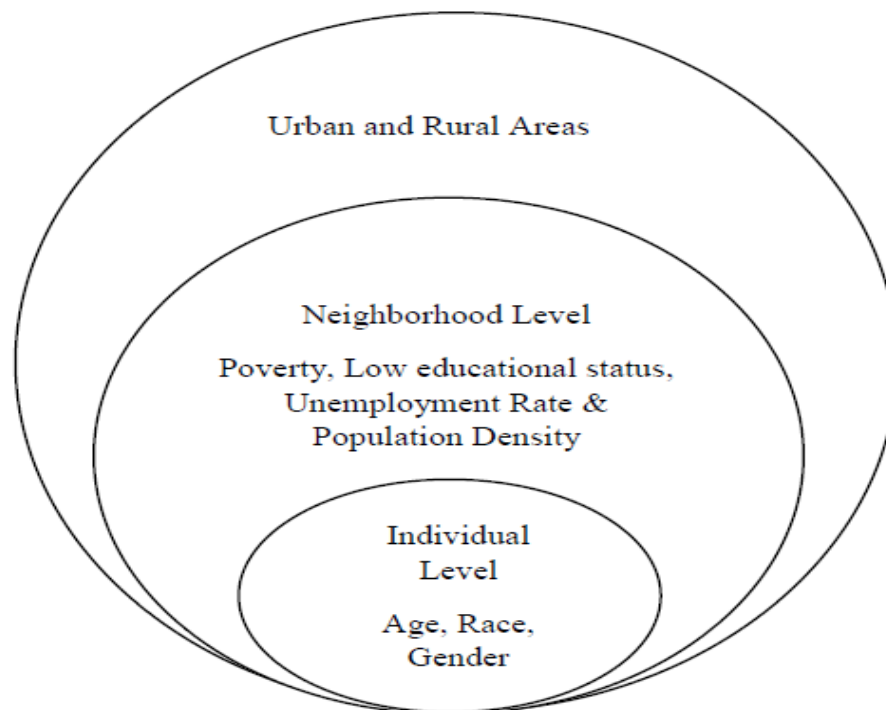 Urban and Rural Areas
Neighborhood Level
Poverty, Low educational status,
Unemployment Rate &
Population Density
Individual
Level
Age, Race,
Gender